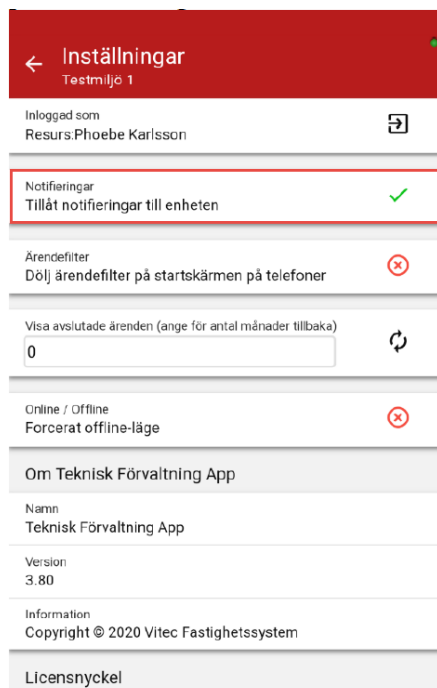 Inställningar
Testmiljö 1
Inloggad som
Resurs:Phoebe Karlsson
Notifieringar
Tillåt notifieringar till enheten
Ärendefilter
Dölj ärendefilter på startskärmen på telefoner
Visa avslutade ärenden (ange för antal månader tillbaka)
0
Online / Offline
Forcerat offline-läge
Om Teknisk Förvaltning App
Namn
Teknisk Förvaltning App
Version
3.80
Information
Copyright © 2020 Vitec Fastighetssystem
Licensnyckel